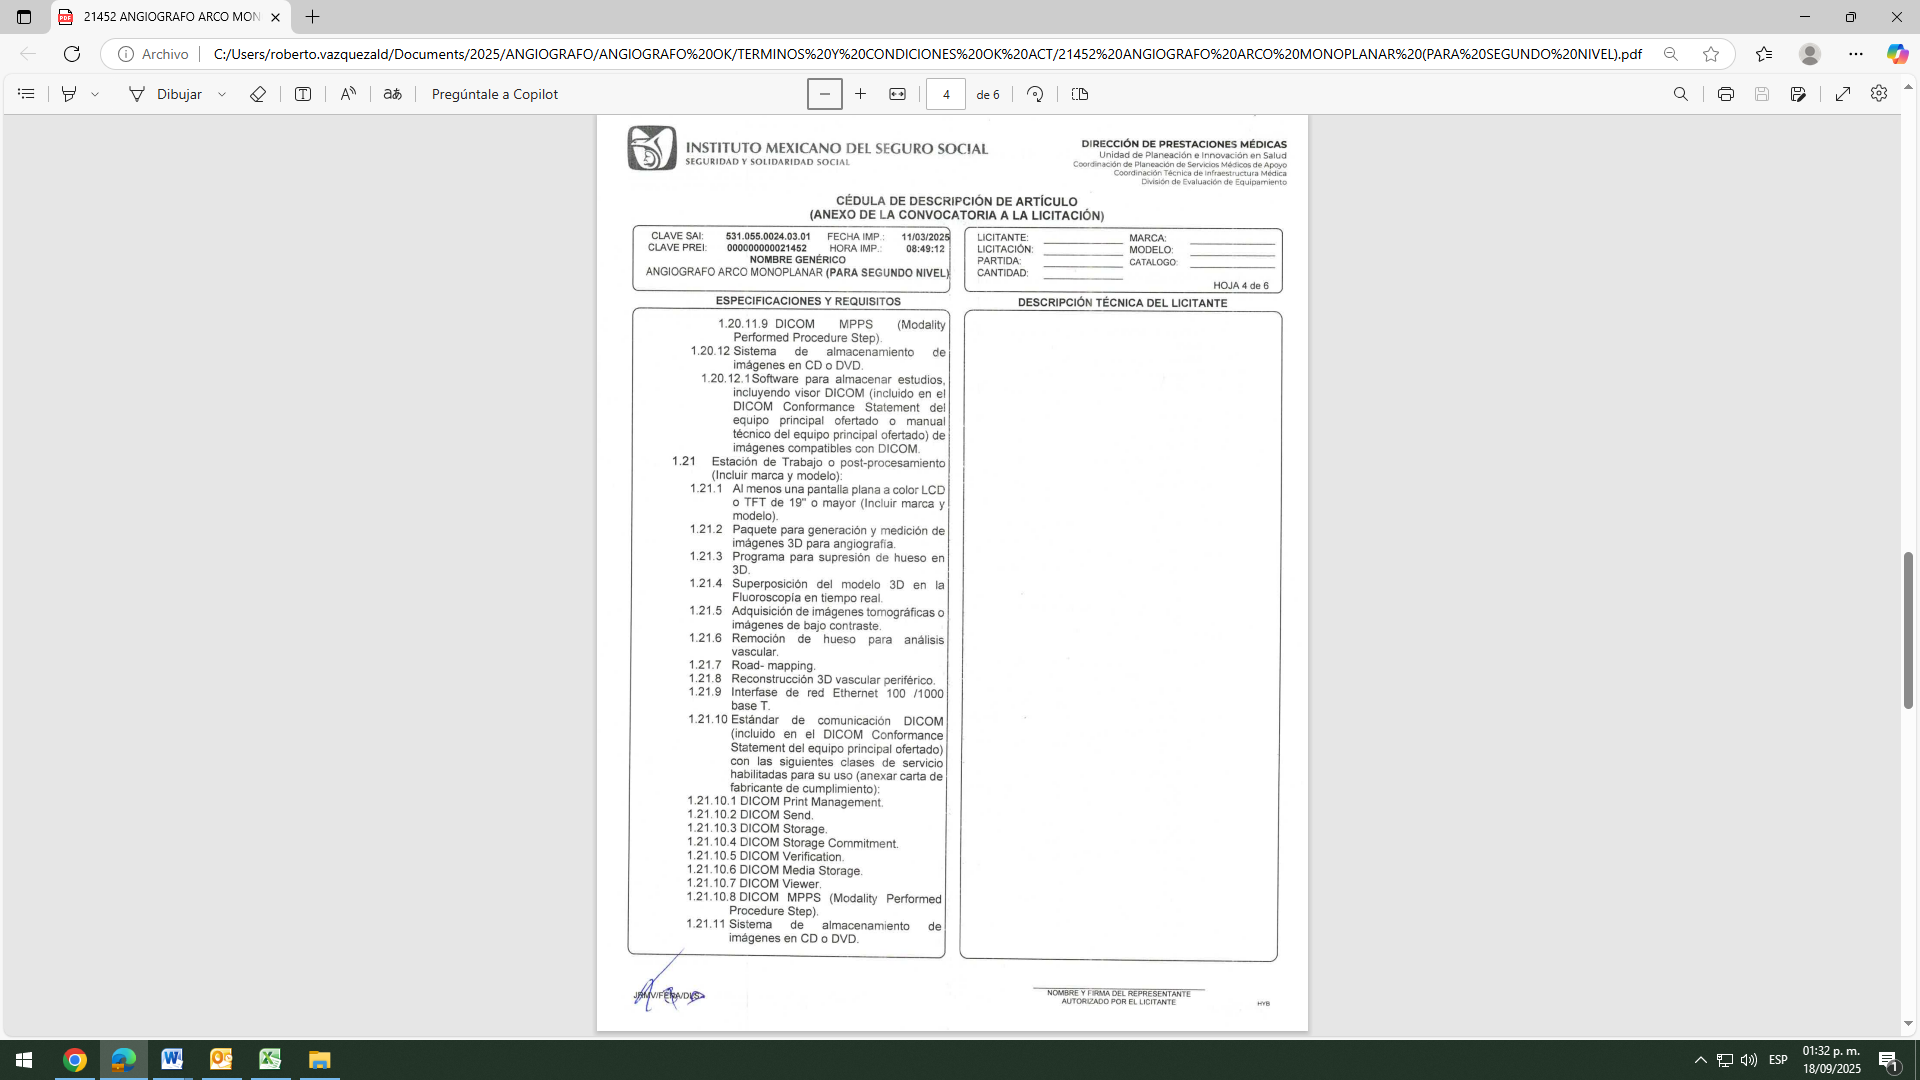 21452 ANGIOGRAFO ARCO MON
Archivo
C:/Users/roberto.vazquezald/Documents/2025/ANGIOGRAFO/ANGIOGRAFO%20OK/TERMINOS%20Y%20CONDICIONES%20OK%20ACT/21452%20ANGIOGRAFO%20ARCO%20MONOPLANAR%20(PARA%20SEGUNDO%20NIVEL).pdf
Dibujar
aあ
Pregúntale a Copilot
4 de 6
INSTITUTO MEXICANO DEL SEGURO SOCIAL
SEGURIDAD Y SOLIDARIDAD SOCIAL
DIRECCIÓN DE PRESTACIONES MÉDICAS
Unidad de Planeación e Innovación en Salud
Coordinación de Planeación de Servicios Médicos de Apoyo
Coordinación Técnica de Infraestructura Médica
División de Evaluación de Equipamiento
CÉDULA DE DESCRIPCIÓN DE ARTÍCULO
(ANEXO DE LA CONVOCATORIA A LA LICITACIÓN)
CLAVE SAI: 531.055.0024.03.01 FECHA IMP.: 11/03/2025
CLAVE PREI: 000000000021452 HORA IMP.: 08:49:12
NOMBRE GENÉRICO
ANGIOGRAFO ARCO MONOPLANAR (PARA SEGUNDO NIVEL)
LICITANTE: MARCA:
LICITACIÓN: MODELO:
PARTIDA: CATALOGO:
CANTIDAD:
HOJA 4 de 6
ESPECIFICACIONES Y REQUISITOS
DESCRIPCIÓN TÉCNICA DEL LICITANTE
1.20.11.9 DICOM MPPS (Modality
Performed Procedure Step).
1.20.12 Sistema de almacenamiento de
imágenes en CD o DVD.
1.20.12.1 Software para almacenar estudios,
incluyendo visor DICOM (incluido en el
DICOM Conformance Statement del
equipo principal ofertado o manual
técnico del equipo principal ofertado) de
imágenes compatibles con DICOM.
1.21 Estación de Trabajo o post-procesamiento
(Incluir marca y modelo):
1.21.1 Al menos una pantalla plana a color LCD
o TFT de 19" o mayor (Incluir marca y
modelo).
1.21.2 Paquete para generación y medición de
imágenes 3D para angiografía.
1.21.3 Programa para supresión de hueso en
3D.
1.21.4 Superposición del modelo 3D en la
Fluoroscopía en tiempo real.
1.21.5 Adquisición de imágenes tomográficas o
imágenes de bajo contraste.
1.21.6 Remoción de hueso para análisis
vascular.
1.21.7 Road- mapping.
1.21.8 Reconstrucción 3D vascular periférico.
1.21.9 Interfase de red Ethernet 100 /1000
base T.
1.21.10 Estándar de comunicación DICOM
(incluido en el DICOM Conformance
Statement del equipo principal ofertado)
con las siguientes clases de servicio
habilitadas para su uso (anexar carta de
fabricante de cumplimiento):
1.21.10.1 DICOM Print Management.
1.21.10.2 DICOM Send.
1.21.10.3 DICOM Storage.
1.21.10.4 DICOM Storage Commitment.
1.21.10.5 DICOM Verification.
1.21.10.6 DICOM Media Storage.
1.21.10.7 DICOM Viewer.
1.21.10.8 DICOM MPPS (Modality Performed
Procedure Step).
1.21.11 Sistema de almacenamiento de
imágenes en CD o DVD.
NOMBRE Y FIRMA DEL REPRESENTANTE
AUTORIZADO POR EL LICITANTE
HYB
ESP
01:32 p. m.
18/09/2025
1